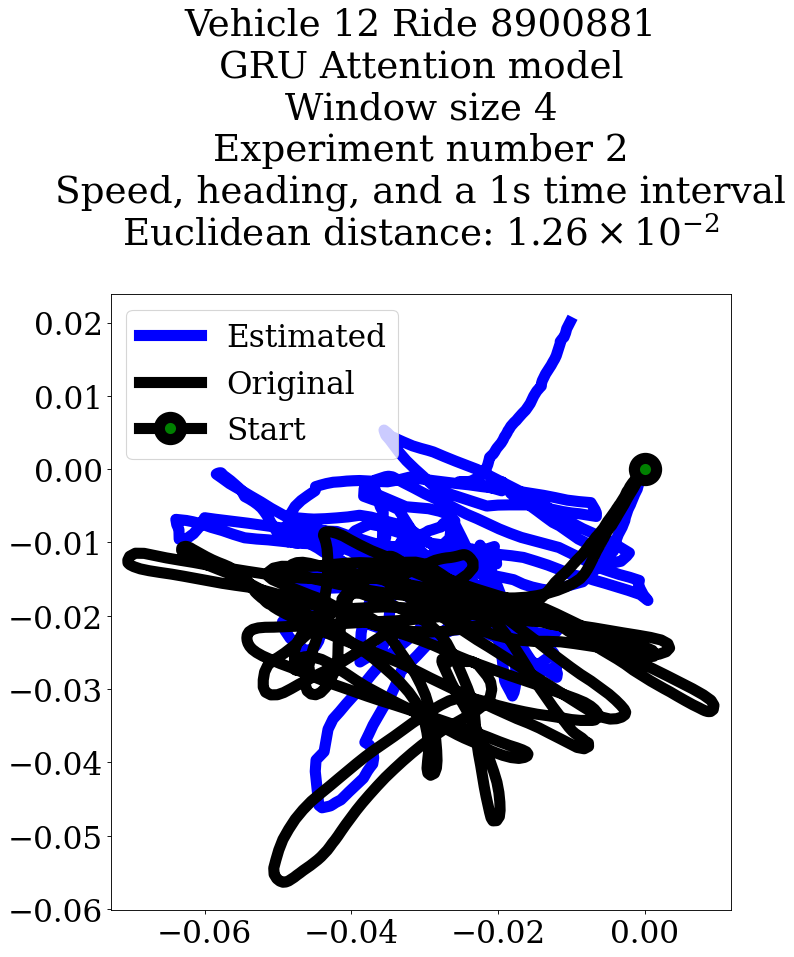 Vehicle 12 Ride 8900881
GRU Attention model
Window size 4
Experiment number 2
Speed, heading, and a 1s time interval
Euclidean distance: 1.26 × 10⁻²
Estimated
Original
Start
0.02
0.01
0.00
−0.01
−0.02
−0.03
−0.04
−0.05
−0.06
−0.06 −0.04 −0.02 0.00